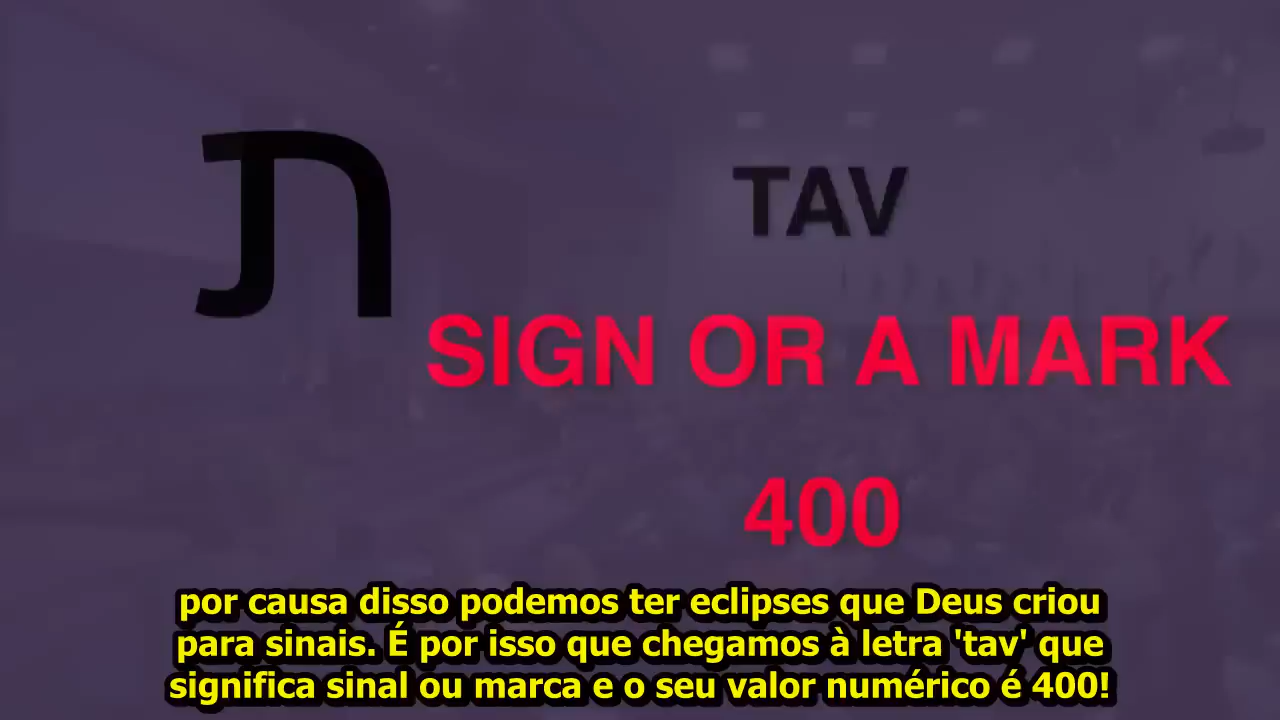 ת
TAV
SIGN OR A MARK
400
por causa disso podemos ter eclipses que Deus criou
para sinais. É por isso que chegamos à letra 'tav' que
significa sinal ou marca e o seu valor numérico é 400!